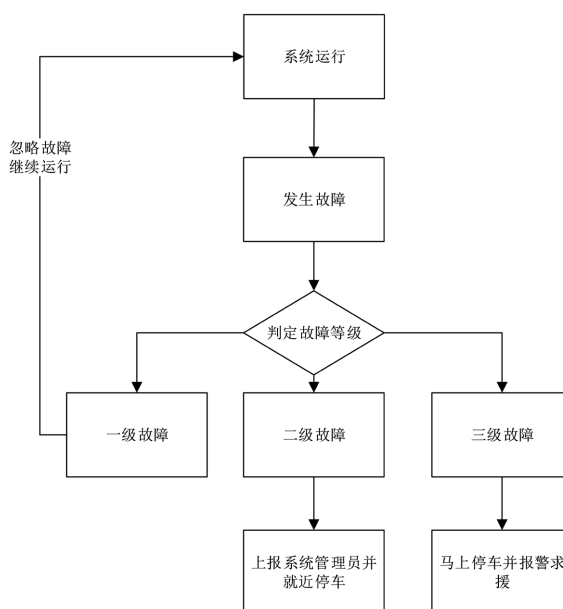 系统运行
忽略故障
继续运行
发生故障
判定故障等级
一级故障
二级故障
三级故障
上报系统管理员并
就近停车
马上停车并报警求
援